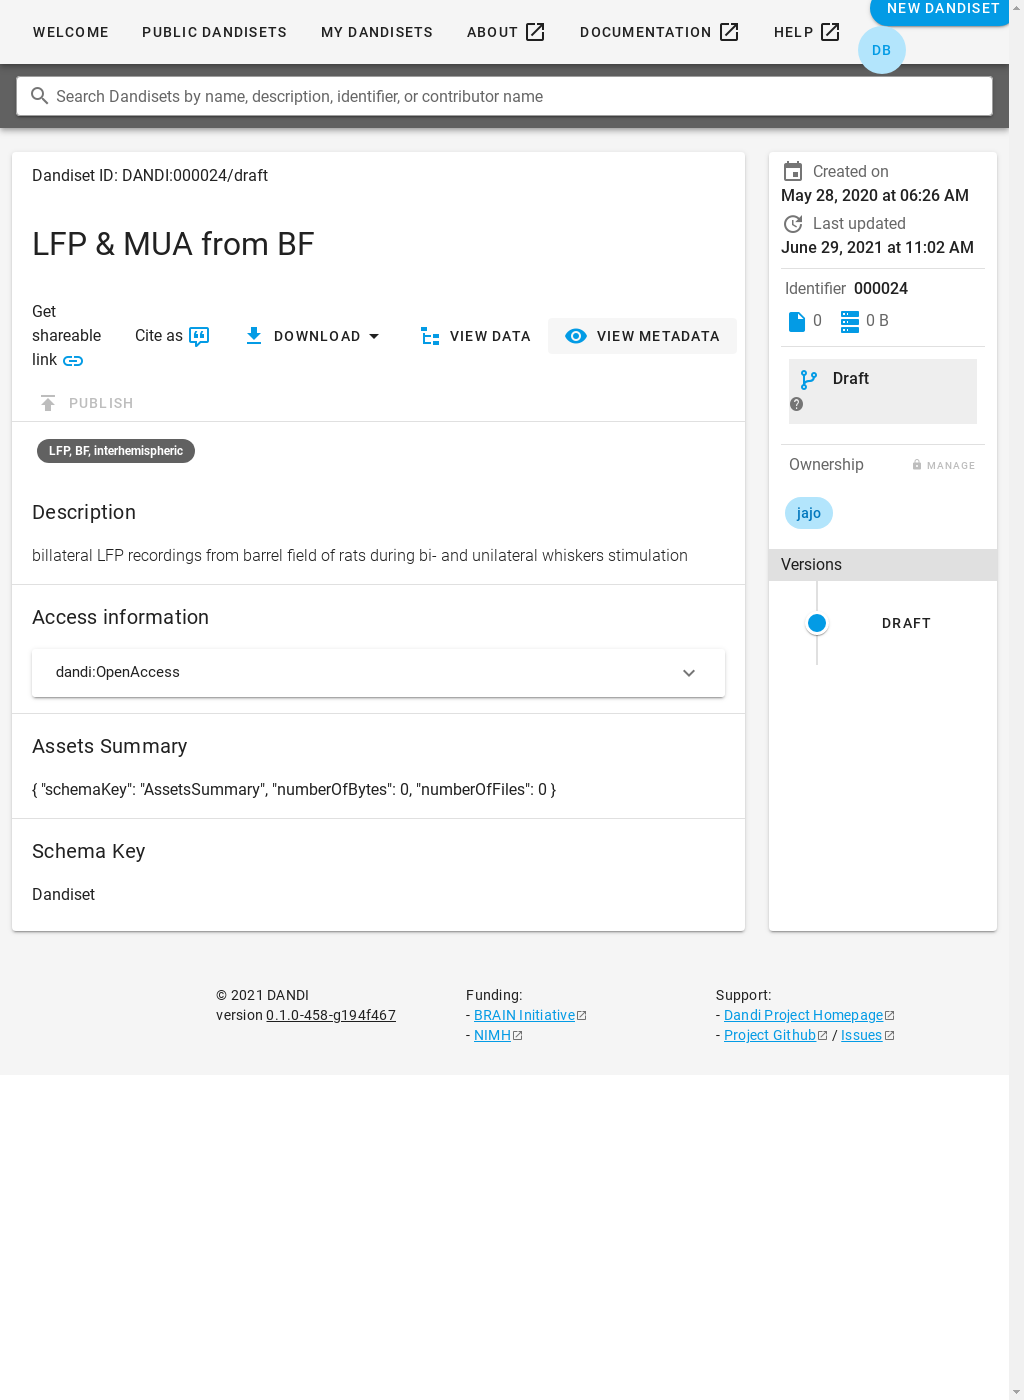 WELCOME PUBLIC DANDISETS MY DANDISETS ABOUT DOCUMENTATION HELP NEW DANDISET
DB
Search Dandisets by name, description, identifier, or contributor name
Dandiset ID: DANDI:000024/draft
LFP & MUA from BF
Get
shareable
link
Cite as
DOWNLOAD
VIEW DATA
VIEW METADATA
PUBLISH
LFP, BF, interhemispheric
Description
billateral LFP recordings from barrel field of rats during bi- and unilateral whiskers stimulation
Access information
dandi:OpenAccess
Assets Summary
{ "schemaKey": "AssetsSummary", "numberOfBytes": 0, "numberOfFiles": 0 }
Schema Key
Dandiset
Created on
May 28, 2020 at 06:26 AM
Last updated
June 29, 2021 at 11:02 AM
Identifier 000024
0 0 B
Draft
Ownership MANAGE
jajo
Versions
DRAFT
© 2021 DANDI
version 0.1.0-458-g194f467
Funding:
- BRAIN Initiative
- NIMH
Support:
- Dandi Project Homepage
- Project Github / Issues